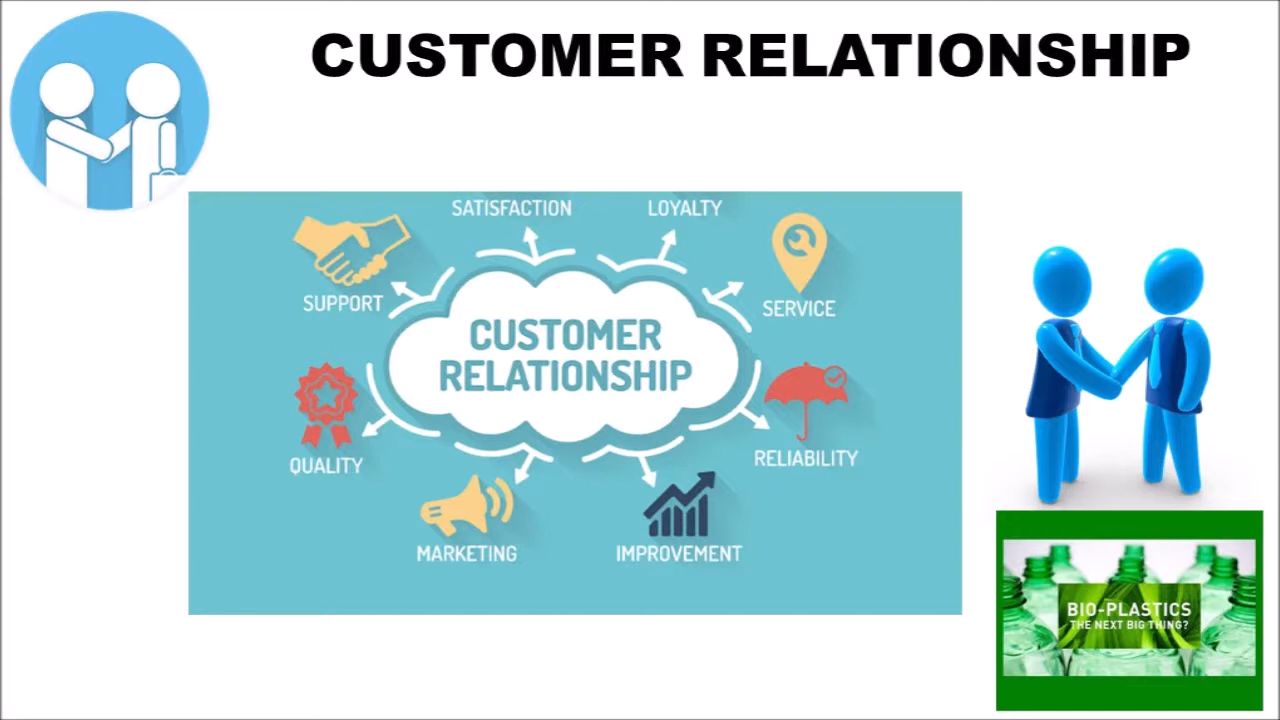 CUSTOMER RELATIONSHIP
SATISFACTION
LOYALTY
SUPPORT
SERVICE
CUSTOMER
RELATIONSHIP
QUALITY
RELIABILITY
MARKETING
IMPROVEMENT
BIO-PLASTICS
THE NEXT BIG THING?